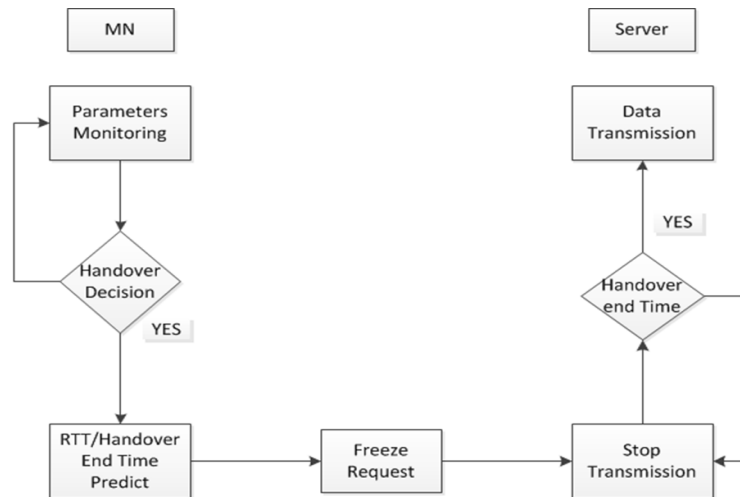 MN
Server
Parameters
Monitoring
Data
Transmission
YES
Handover
Decision
Handover
end Time
YES
RTT/Handover
End Time
Predict
Freeze
Request
Stop
Transmission